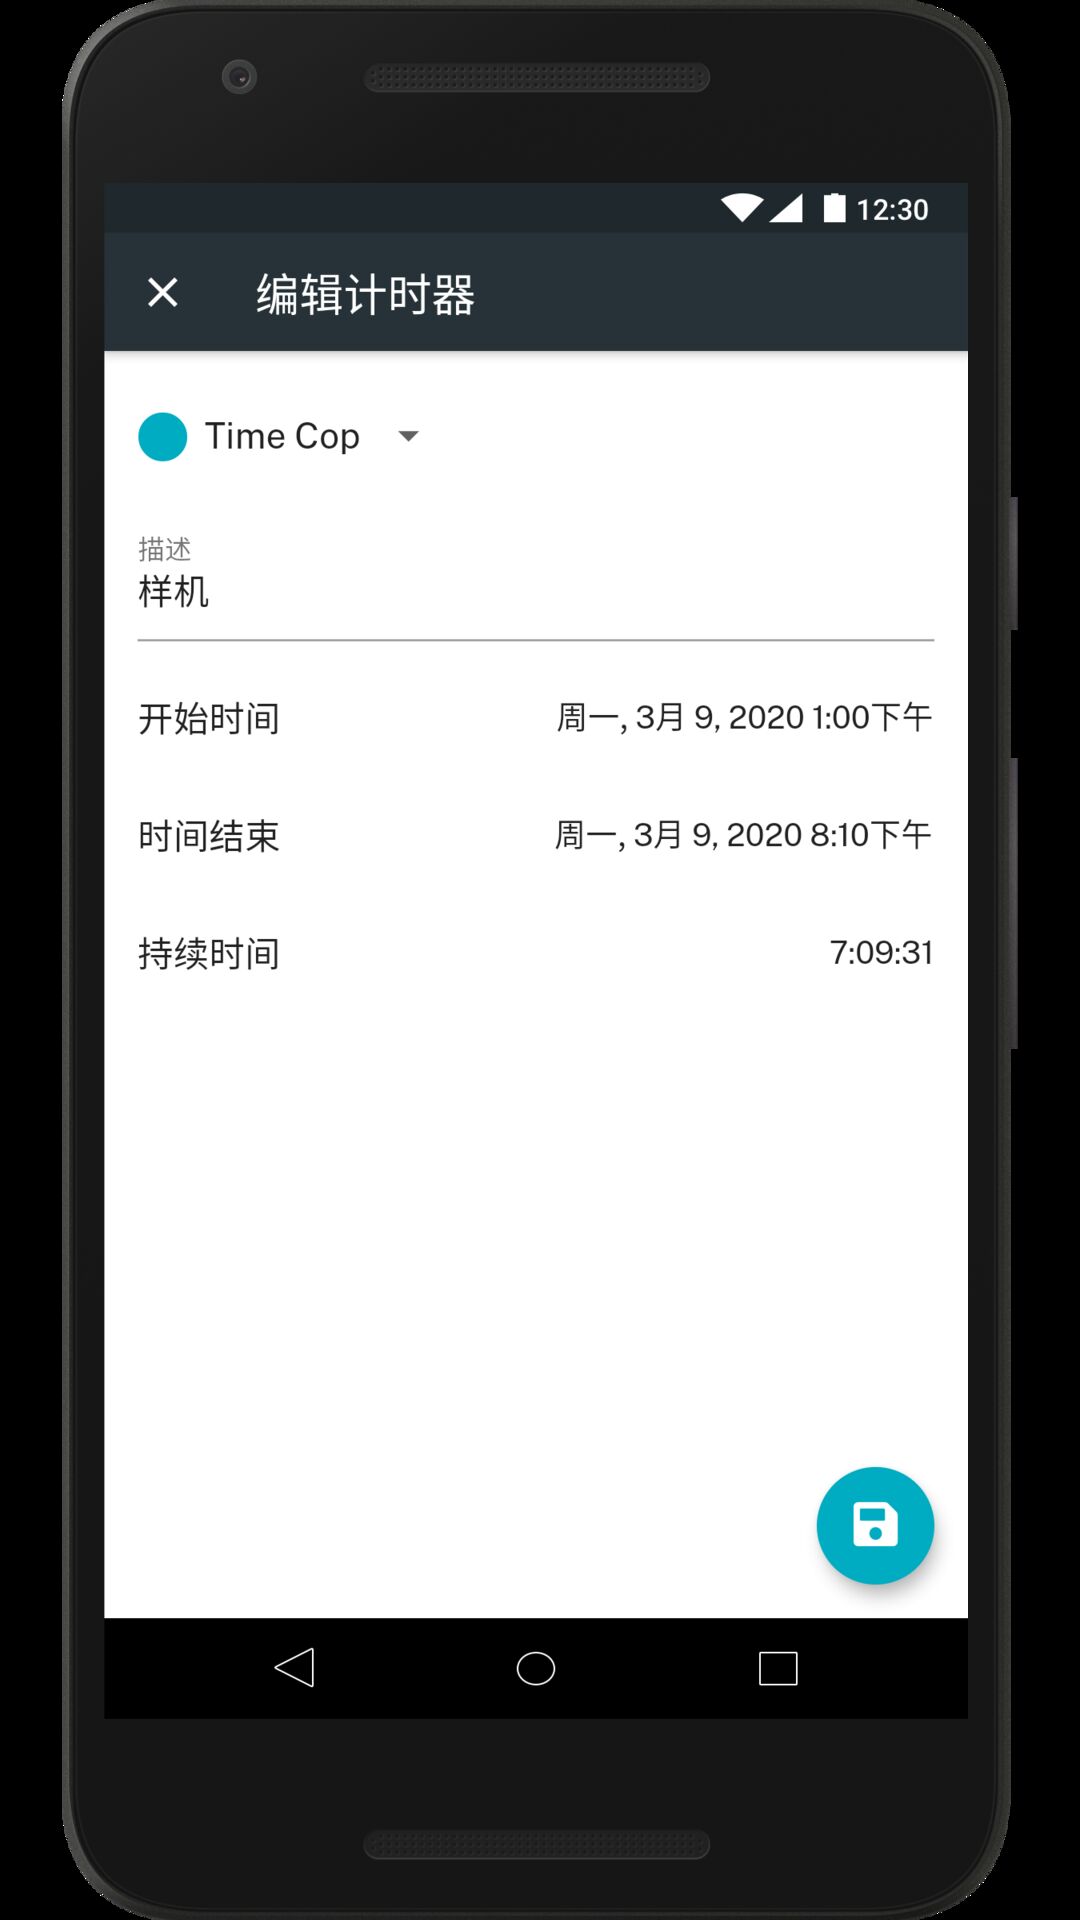 12:30
编辑计时器
Time Cop
描述
样机
开始时间 周一, 3月 9, 2020 1:00下午
时间结束 周一, 3月 9, 2020 8:10下午
持续时间 7:09:31